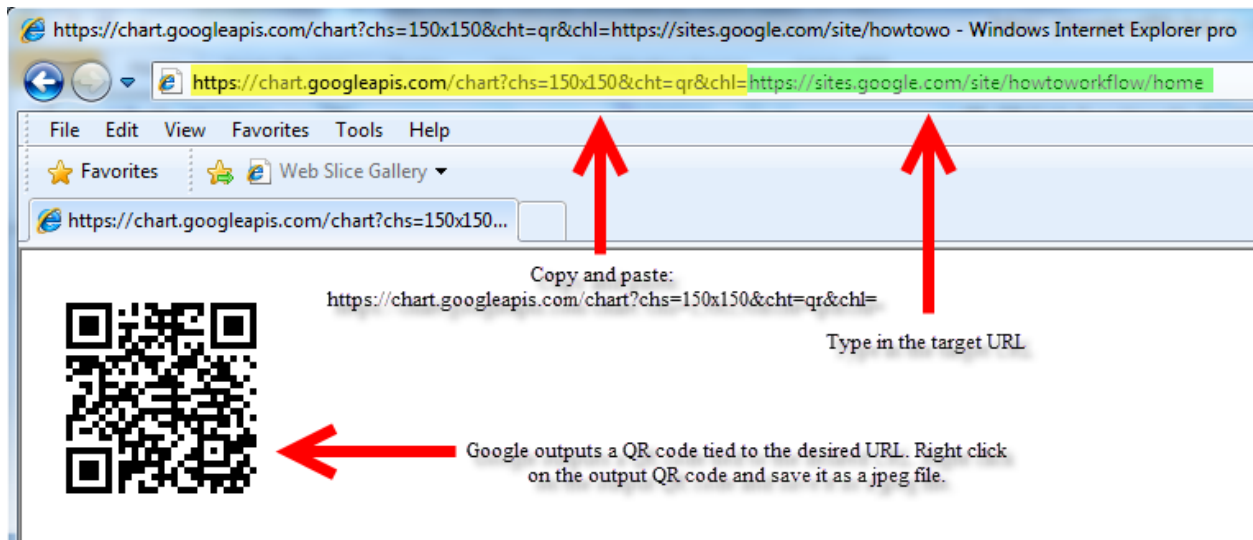 https://chart.googleapis.com/chart?chs=150x150&cht=qr&chl=https://sites.google.com/site/howtowo - Windows Internet Explorer pro
https://chart.googleapis.com/chart?chs=150x150&cht=qr&chl=https://sites.google.com/site/howtoworkflow/home
File Edit View Favorites Tools Help
Favorites Web Slice Gallery
https://chart.googleapis.com/chart?chs=150x150...
Copy and paste:
https://chart.googleapis.com/chart?chs=150x150&cht=qr&chl=
Type in the target URL
Google outputs a QR code tied to the desired URL. Right click
on the output QR code and save it as a jpeg file.